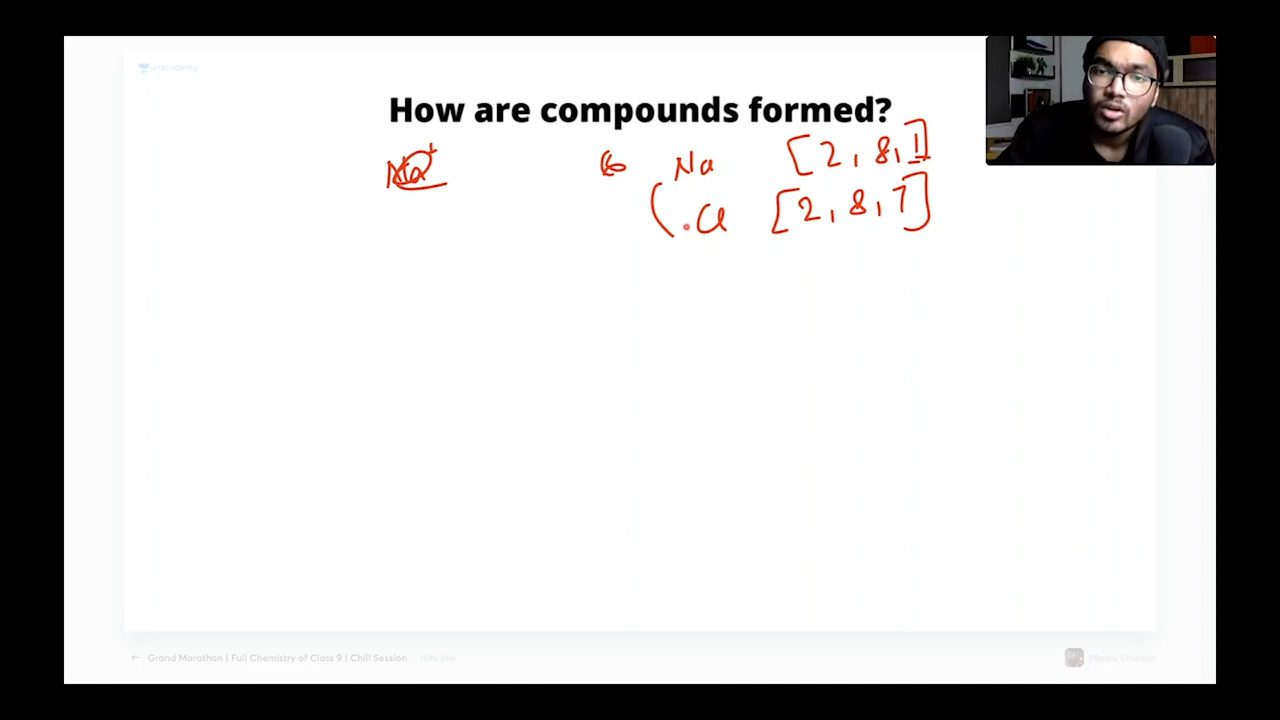 unacademy
How are compounds formed?
Na+
Na [2, 8, 1]
Cl [2, 8, 7]
Grand Marathon | Full Chemistry of Class 9 | Chill Session